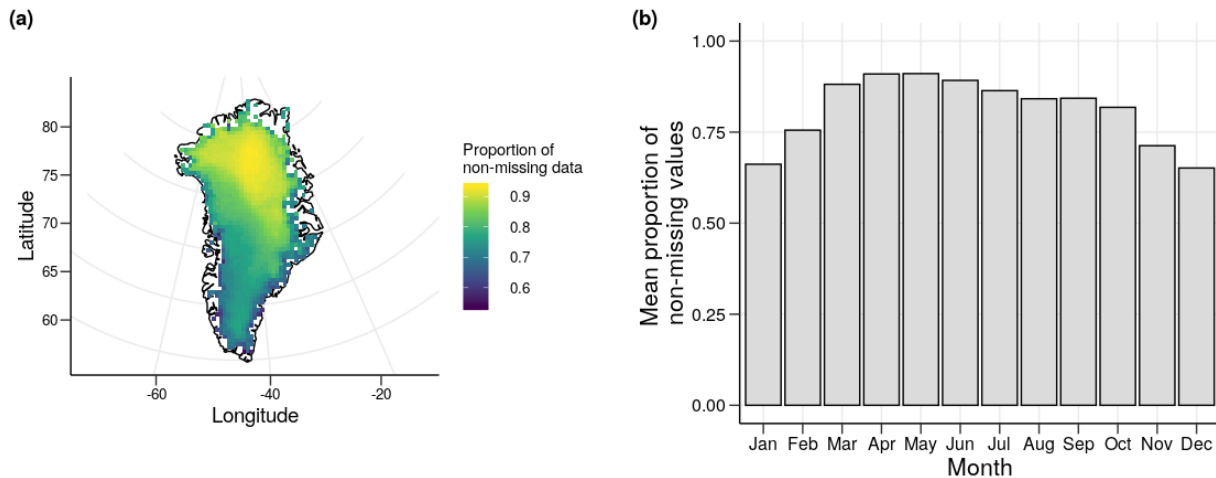 (a)
80
75
70
65
60
Latitude
-60
-40
-20
Longitude
Proportion of
non-missing data
0.9
0.8
0.7
0.6
(b)
1.00
0.75
0.50
0.25
0.00
Mean proportion of
non-missing values
Jan Feb Mar Apr May Jun Jul Aug Sep Oct Nov Dec
Month